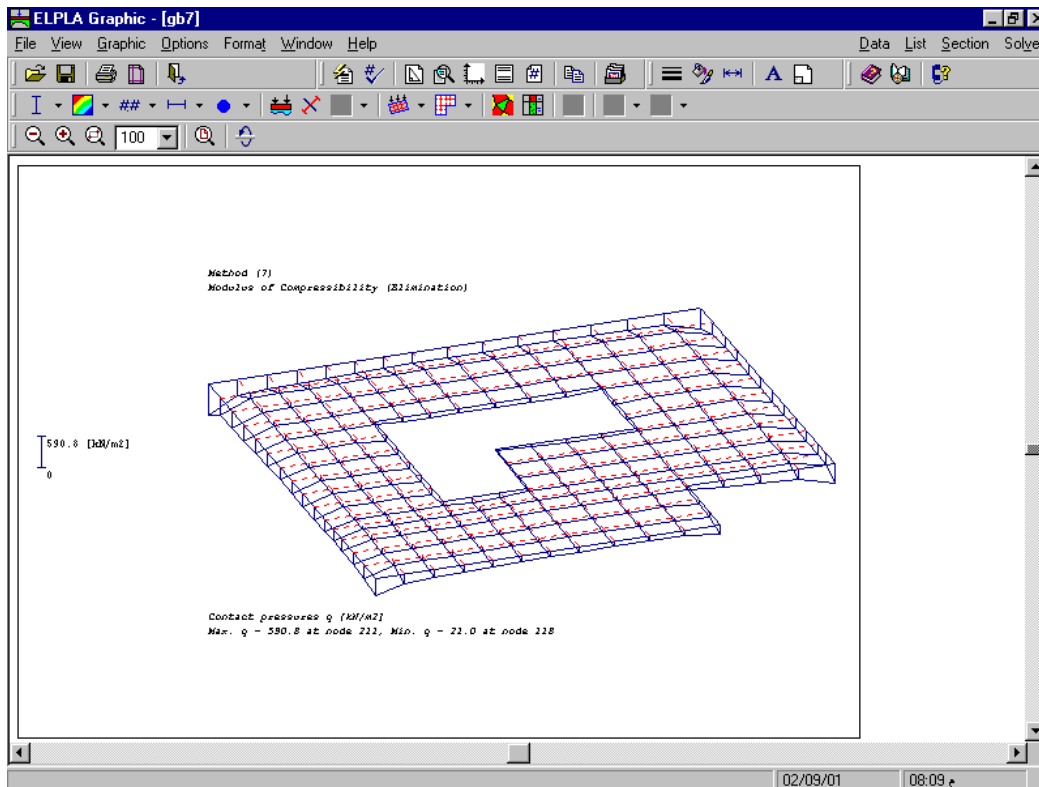 ELPLA Graphic - [gb7]
File View Graphic Options Format Window Help Data List Section Solve
100
Method (7)
Modulus of Compressibility (Elimination)
590.8 [kN/m2]
0
Contact pressures q [kN/m2]
Max. q = 590.8 at node 211, Min. q = 21.0 at node 118
02/09/01 08:09 م